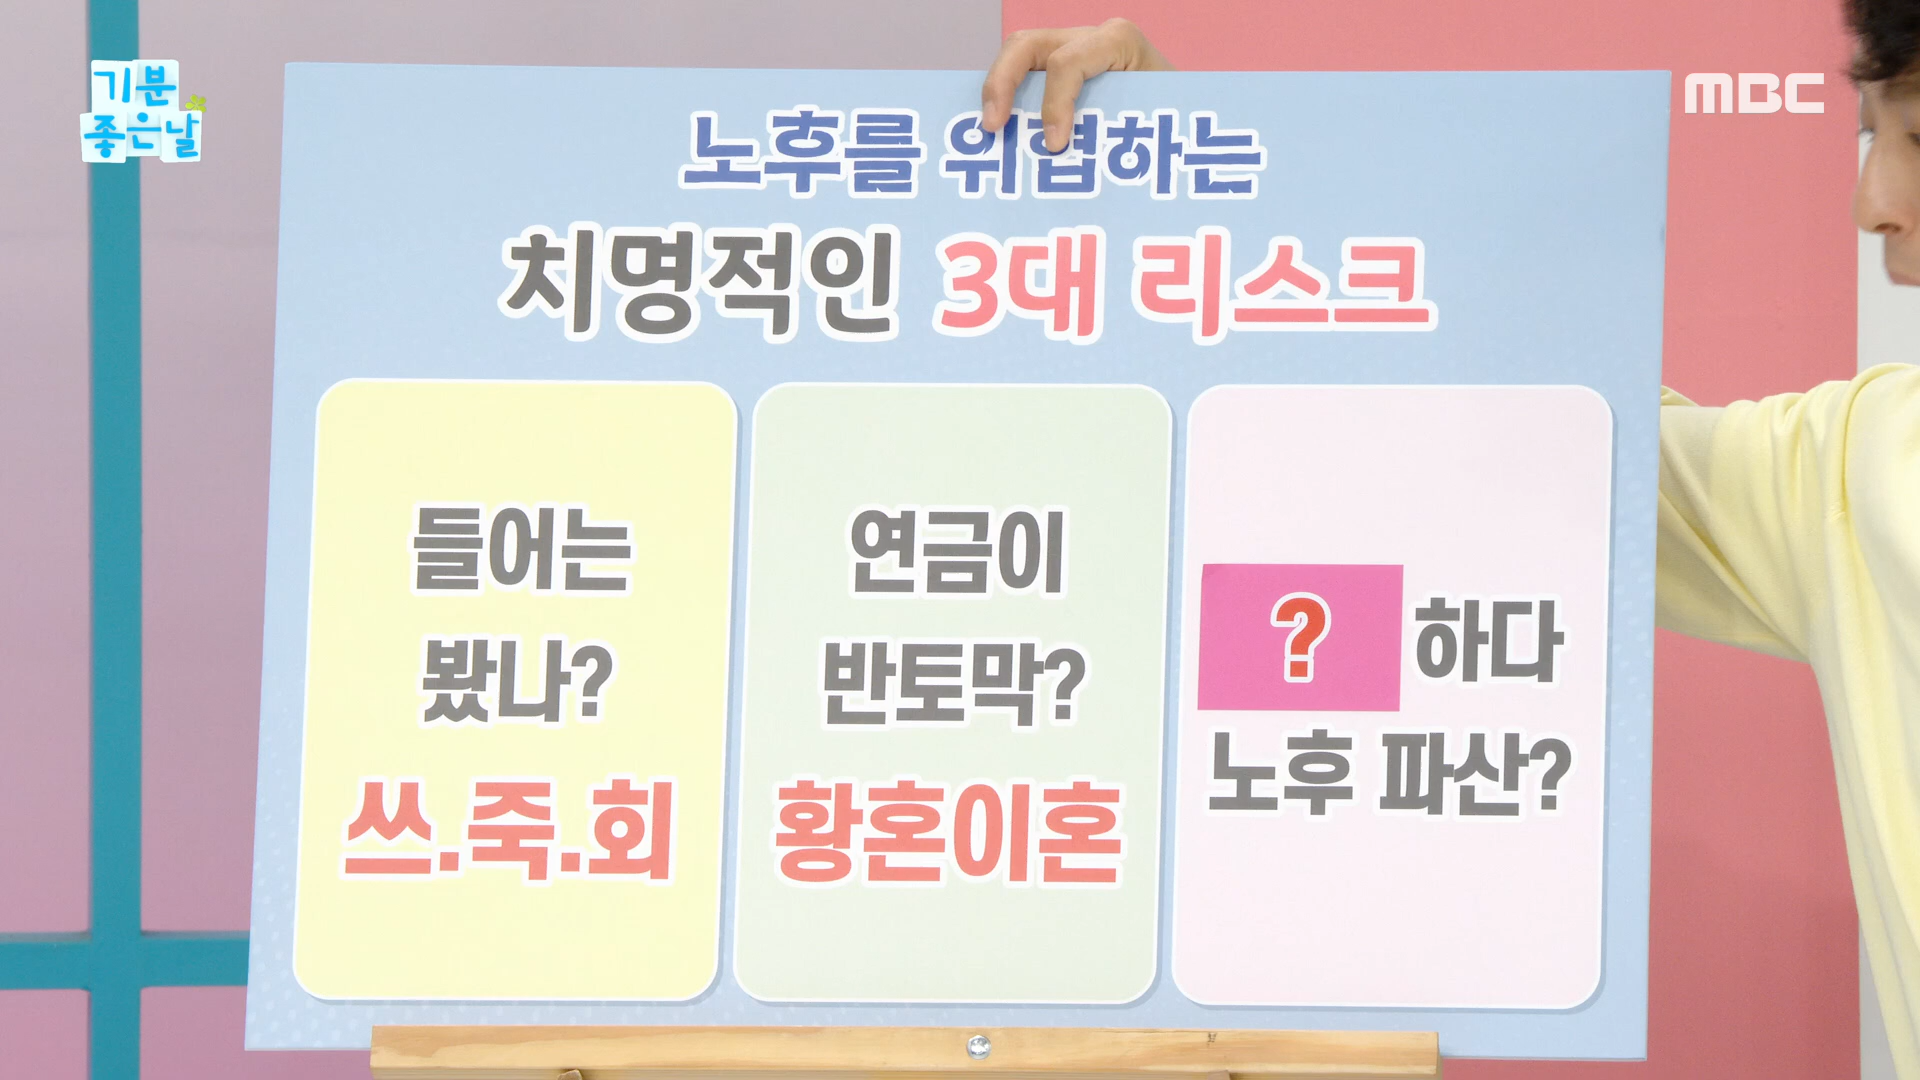 기분
좋은날
MBC
노후를 위협하는
치명적인 3대 리스크
들어는
봤나?
쓰.죽.회
연금이
반토막?
황혼이혼
? 하다
노후 파산?